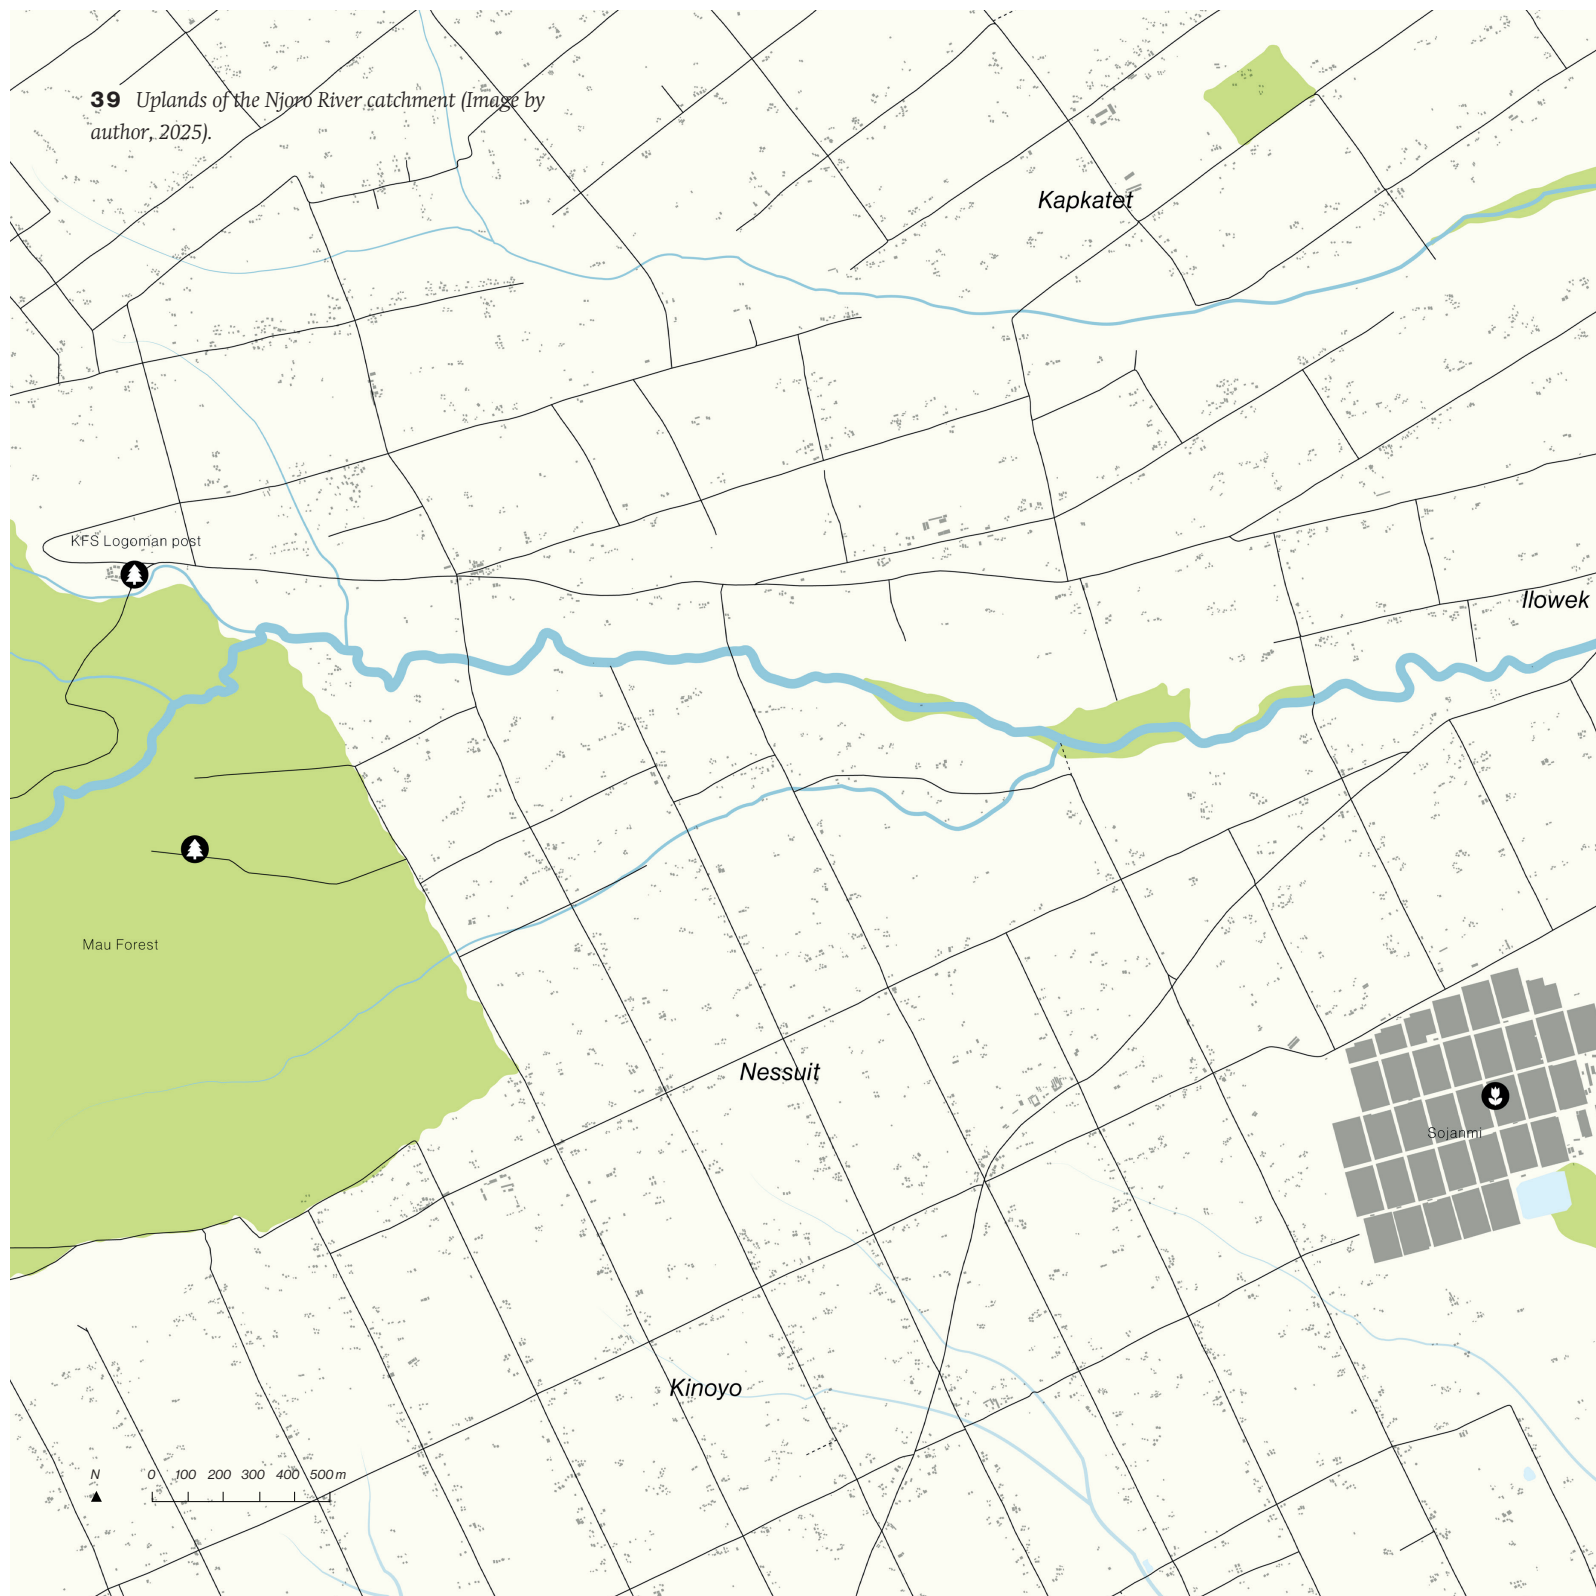 39 Uplands of the Njoro River catchment (Image by
author, 2025).
Kapkatet
KFS Logoman post
Ilowek
Mau Forest
Nessuit
Sojanmi
Kinoyo
N
0 100 200 300 400 500 m